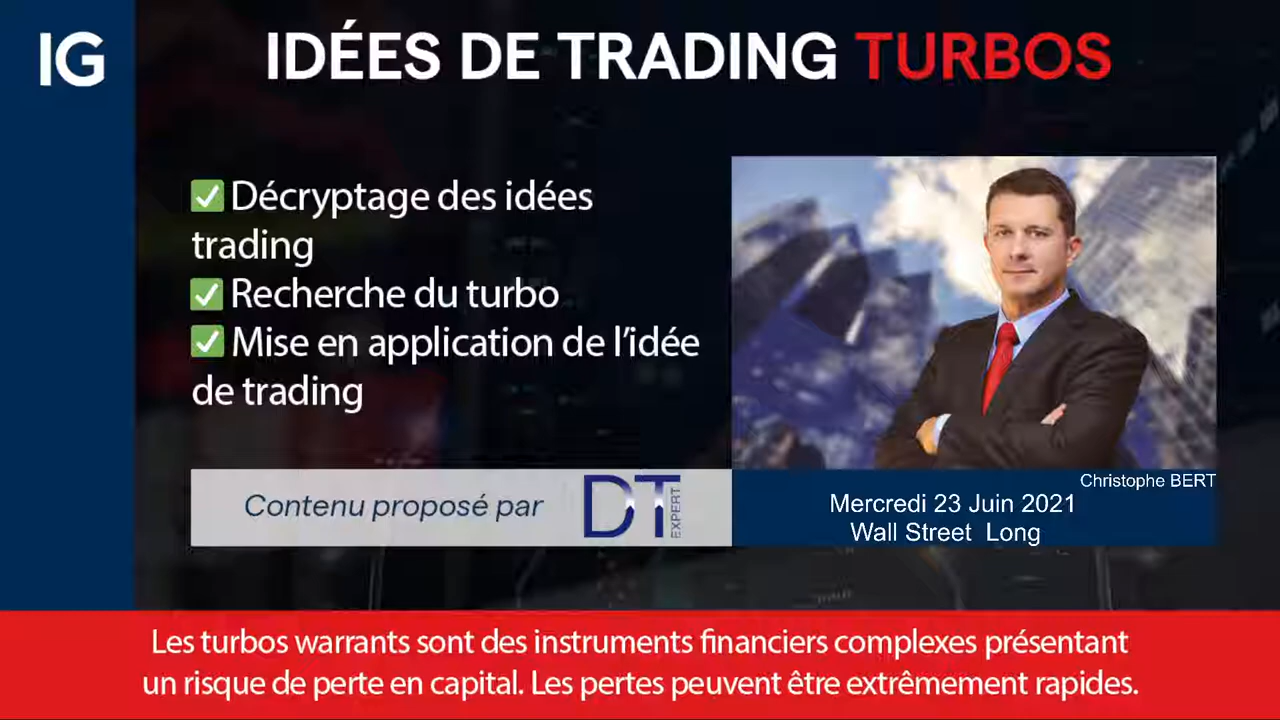 IG
IDÉES DE TRADING TURBOS
✅ Décryptage des idées
trading
✅ Recherche du turbo
✅ Mise en application de l’idée
de trading
Contenu proposé par
DT EXPERT
Christophe BERT
Mercredi 23 Juin 2021
Wall Street Long
Les turbos warrants sont des instruments financiers complexes présentant
un risque de perte en capital. Les pertes peuvent être extrêmement rapides.